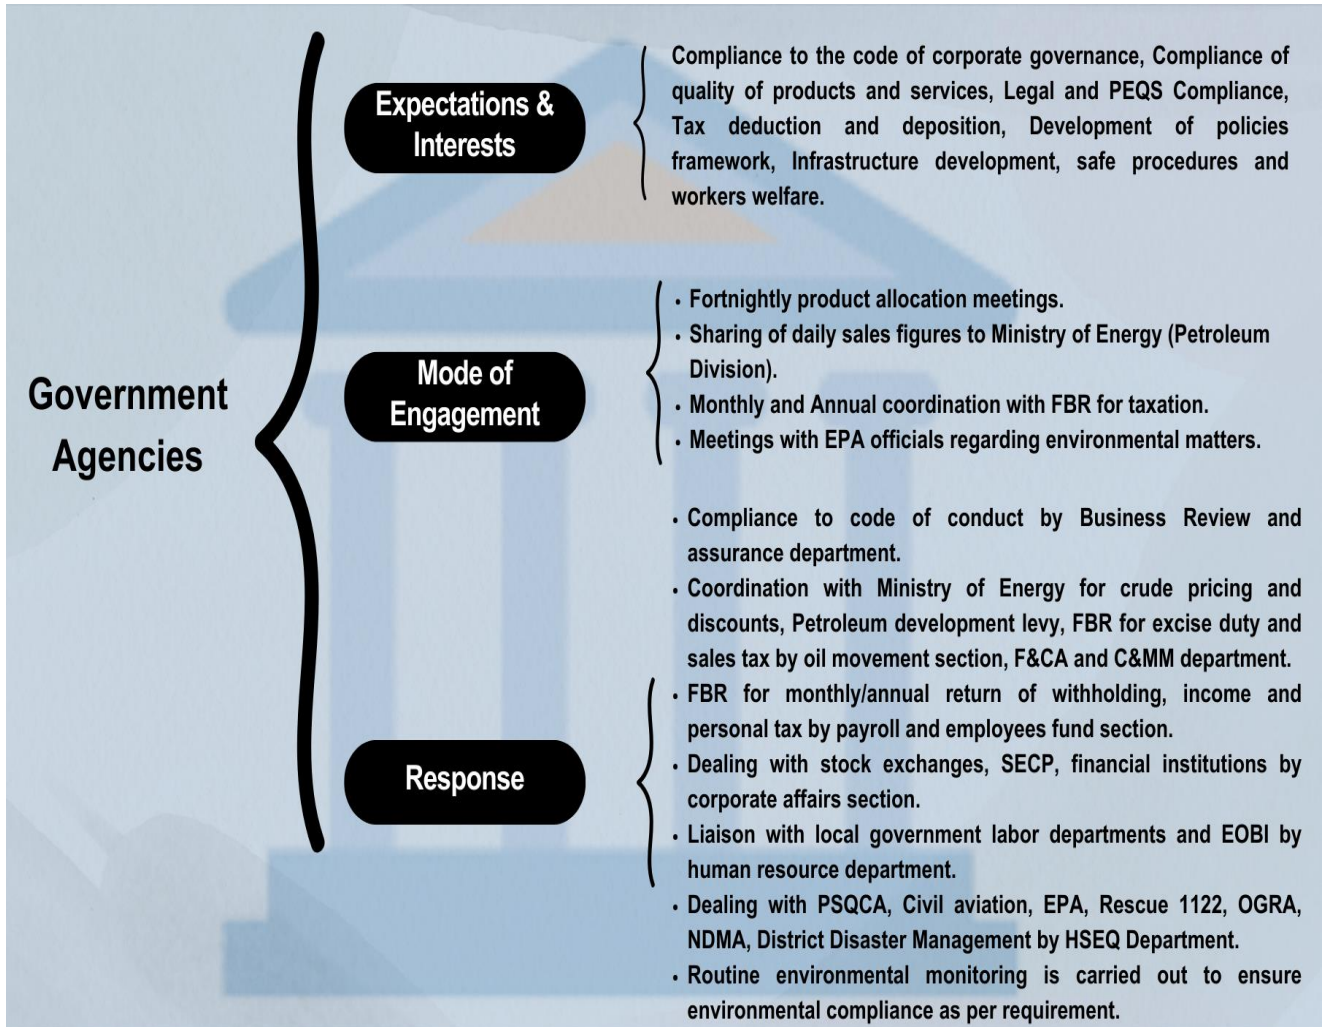 Government
Agencies
Expectations &
Interests
Compliance to the code of corporate governance, Compliance of
quality of products and services, Legal and PEQS Compliance,
Tax deduction and deposition, Development of policies
framework, Infrastructure development, safe procedures and
workers welfare.
Mode of
Engagement
• Fortnightly product allocation meetings.
• Sharing of daily sales figures to Ministry of Energy (Petroleum
Division).
• Monthly and Annual coordination with FBR for taxation.
• Meetings with EPA officials regarding environmental matters.
Response
• Compliance to code of conduct by Business Review and
assurance department.
• Coordination with Ministry of Energy for crude pricing and
discounts, Petroleum development levy, FBR for excise duty and
sales tax by oil movement section, F&CA and C&MM department.
• FBR for monthly/annual return of withholding, income and
personal tax by payroll and employees fund section.
• Dealing with stock exchanges, SECP, financial institutions by
corporate affairs section.
• Liaison with local government labor departments and EOBI by
human resource department.
• Dealing with PSQCA, Civil aviation, EPA, Rescue 1122, OGRA,
NDMA, District Disaster Management by HSEQ Department.
• Routine environmental monitoring is carried out to ensure
environmental compliance as per requirement.